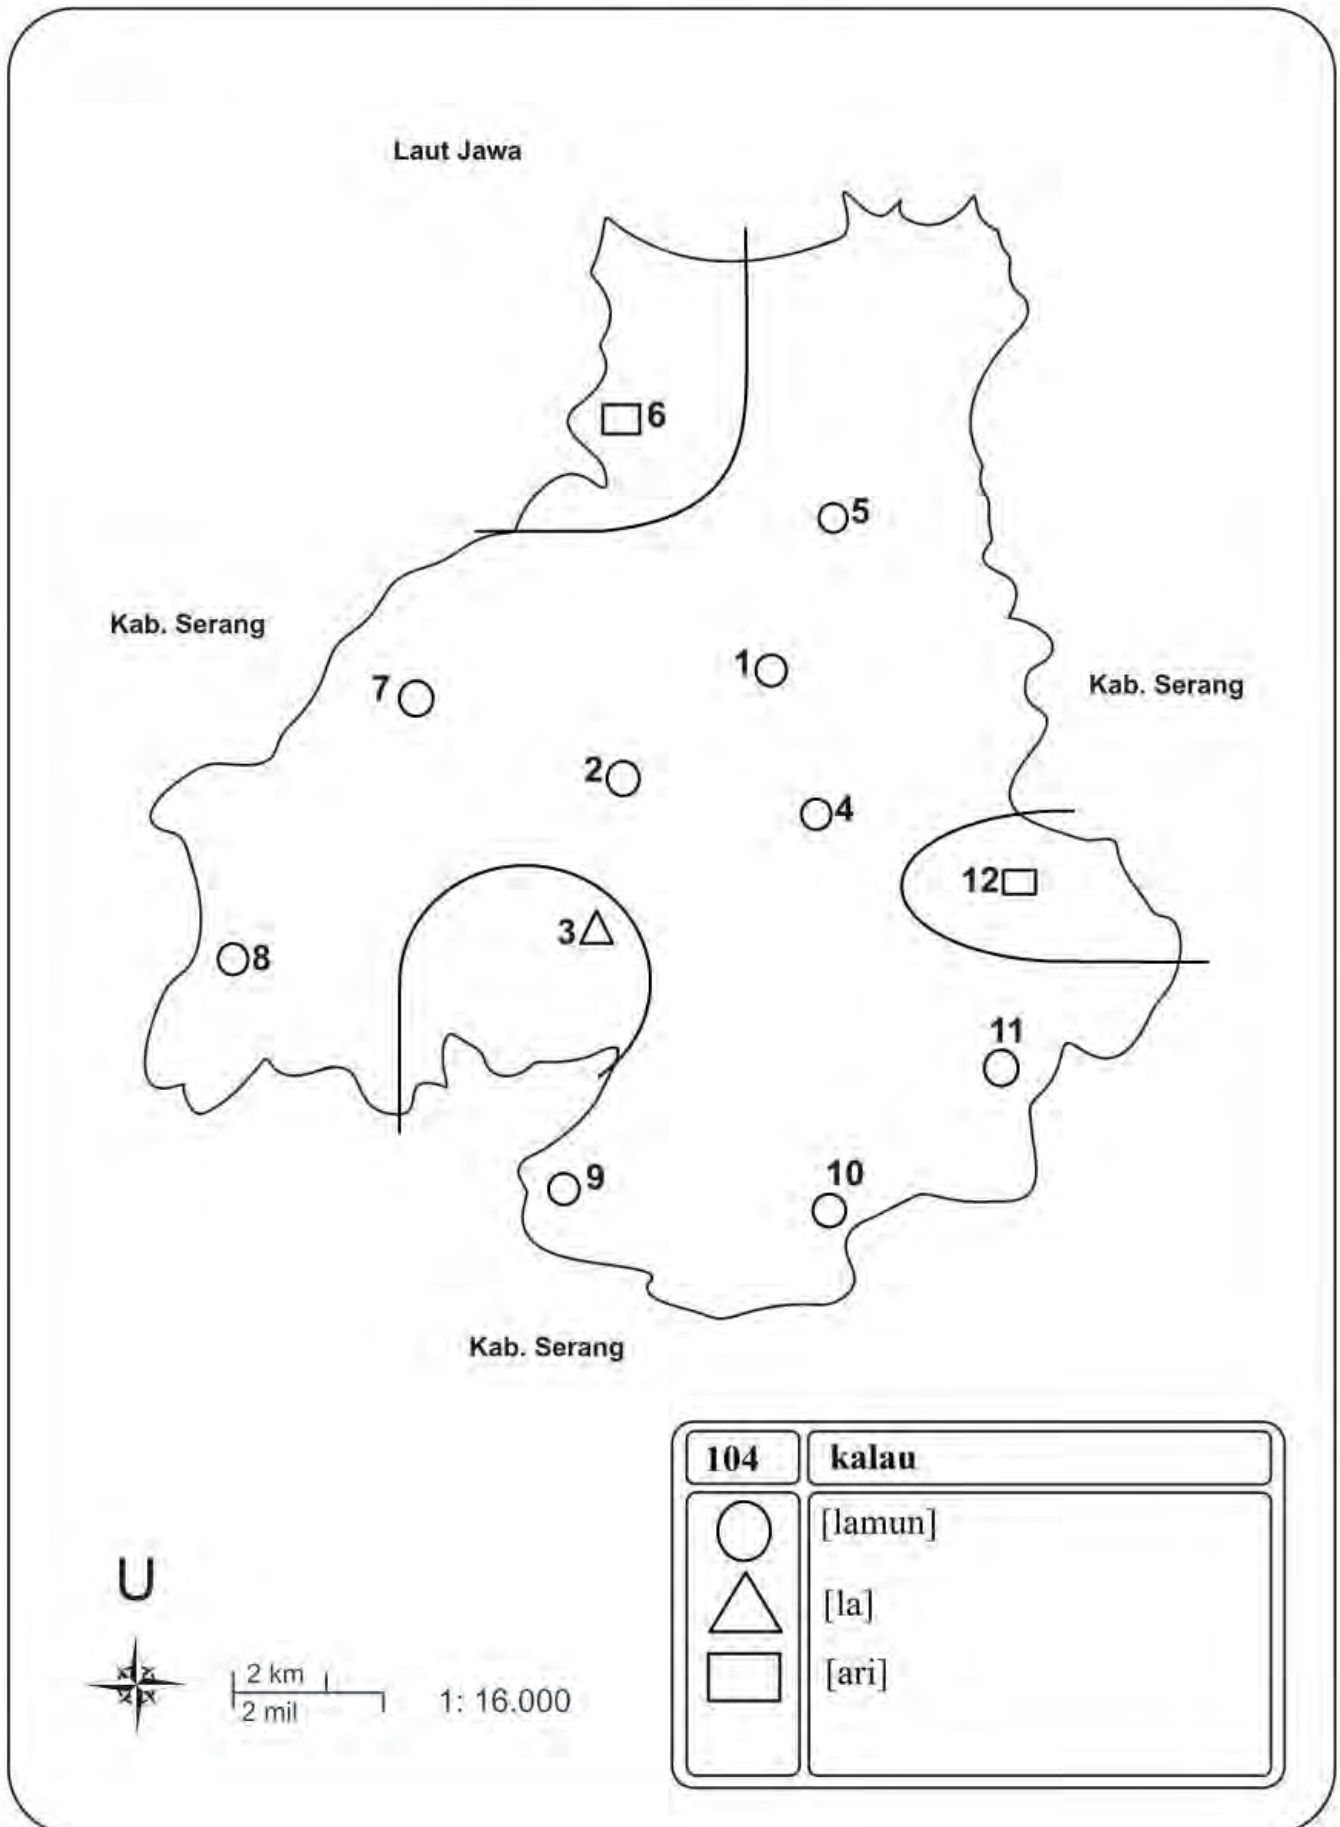 Laut Jawa
6
5
Kab. Serang
1
Kab. Serang
7
2
4
12
3
8
11
9
10
Kab. Serang
104 kalau
[lamun]
[la]
[ari]
U
2 km
2 mil
1: 16.000